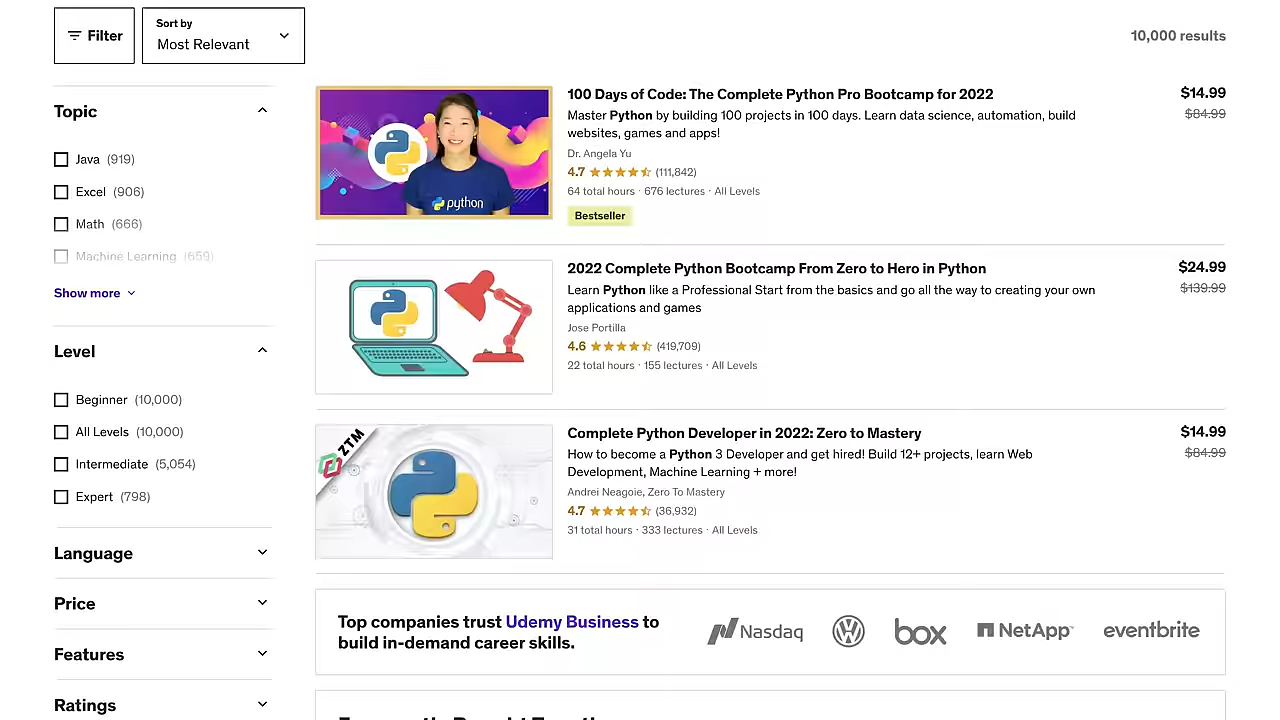 Filter
Sort by
Most Relevant
10,000 results
Topic
Java (919)
Excel (906)
Math (666)
Machine Learning (659)
Show more
Level
Beginner (10,000)
All Levels (10,000)
Intermediate (5,054)
Expert (798)
Language
Price
Features
Ratings
python
100 Days of Code: The Complete Python Pro Bootcamp for 2022
$14.99
Master Python by building 100 projects in 100 days. Learn data science, automation, build
$84.99
websites, games and apps!
Dr. Angela Yu
4.7 (111,842)
64 total hours · 676 lectures · All Levels
Bestseller
2022 Complete Python Bootcamp From Zero to Hero in Python
$24.99
Learn Python like a Professional Start from the basics and go all the way to creating your own
$139.99
applications and games
Jose Portilla
4.6 (419,709)
22 total hours · 155 lectures · All Levels
ZTM
Complete Python Developer in 2022: Zero to Mastery
$14.99
How to become a Python 3 Developer and get hired! Build 12+ projects, learn Web
$84.99
Development, Machine Learning + more!
Andrei Neagoie, Zero To Mastery
4.7 (36,932)
31 total hours · 333 lectures · All Levels
Top companies trust Udemy Business to
build in-demand career skills.
Nasdaq
box
NetApp
eventbrite